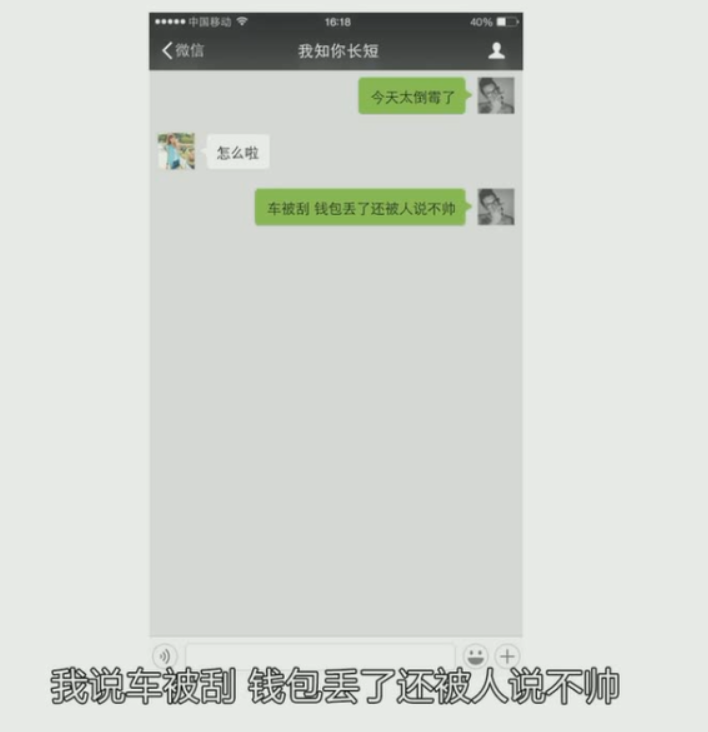 中国移动 16:18 40%
微信 我知你长短
今天太倒霉了
怎么啦
车被刮 钱包丢了还被人说不帅
我说车被刮 钱包丢了还被人说不帅